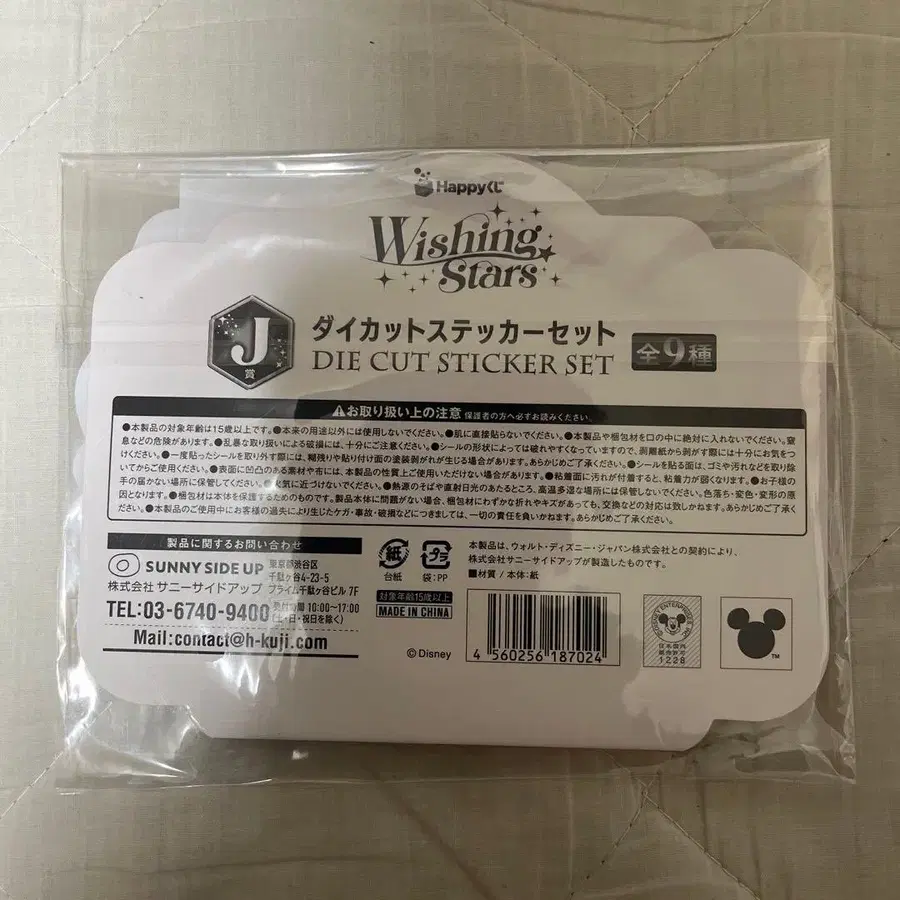 Happyくじ
Wishing
Stars
J
賞
ダイカットステッカーセット
DIE CUT STICKER SET
全9種
⚠お取り扱い上の注意 保護者の方へ必ずお読みください。
●本製品の対象年齢は15歳以上です。●本来の用途以外には使用しないでください。●肌に直接貼らないでください。●本製品や梱包材を口の中に絶対に入れないでください。窒
息などの危険があります。●乱暴な取り扱いによる破損には、十分にご注意ください。●シールの形状によっては破れやすくなっていますので、剥離紙から剥がす際には十分にお気をつ
けください。●一度貼ったシールを取り外す際には、糊残りや貼り付け面の塗装剥がれが生じる場合があります。あらかじめご了承ください。●シールを貼る面は、ゴミや汚れなどを取り除
いてからご使用ください。●表面に凹凸のある素材や布には、本製品の性質上ご使用いただけない場合があります。●粘着面に汚れが付着すると、粘着力が弱くなります。●お子様の
手の届かない場所に保管してください。●火気に近づけないでください。●熱源のそばや直射日光のあたるところ、高温多湿な場所には保管しないでください。色落ち・変色・変形の原
因となります。●梱包材は本体を保護するためのものです。製品本体に問題がない場合、梱包材にわずかな折れやキズがあっても、交換などの対応は致しかねます。あらかじめご了承く
ださい。●本製品のご使用中にお客様の過失により生じたケガ・事故・破損などにつきましては、一切の責任を負いかねます。あらかじめご了承ください。
製品に関するお問い合わせ
SUNNY SIDE UP
株式会社 サニーサイドアップ
東京都渋谷区
千駄ヶ谷4-23-5
プライム千駄ヶ谷ビル 7F
TEL:03-6740-9400
受付時間 10:00〜17:00
(土・日・祝日を除く)
Mail:contact@h-kuji.com
紙
台紙
プラ
袋:PP
対象年齢15歳以上
MADE IN CHINA
©Disney
本製品は、ウォルト・ディズニー・ジャパン株式会社との契約により、
株式会社サニーサイドアップが製造したものです。
■材質 / 本体:紙
4 560256 187024
©DISNEY ENTERPRISES, INC.
日本国内
販売許可
1228
TM